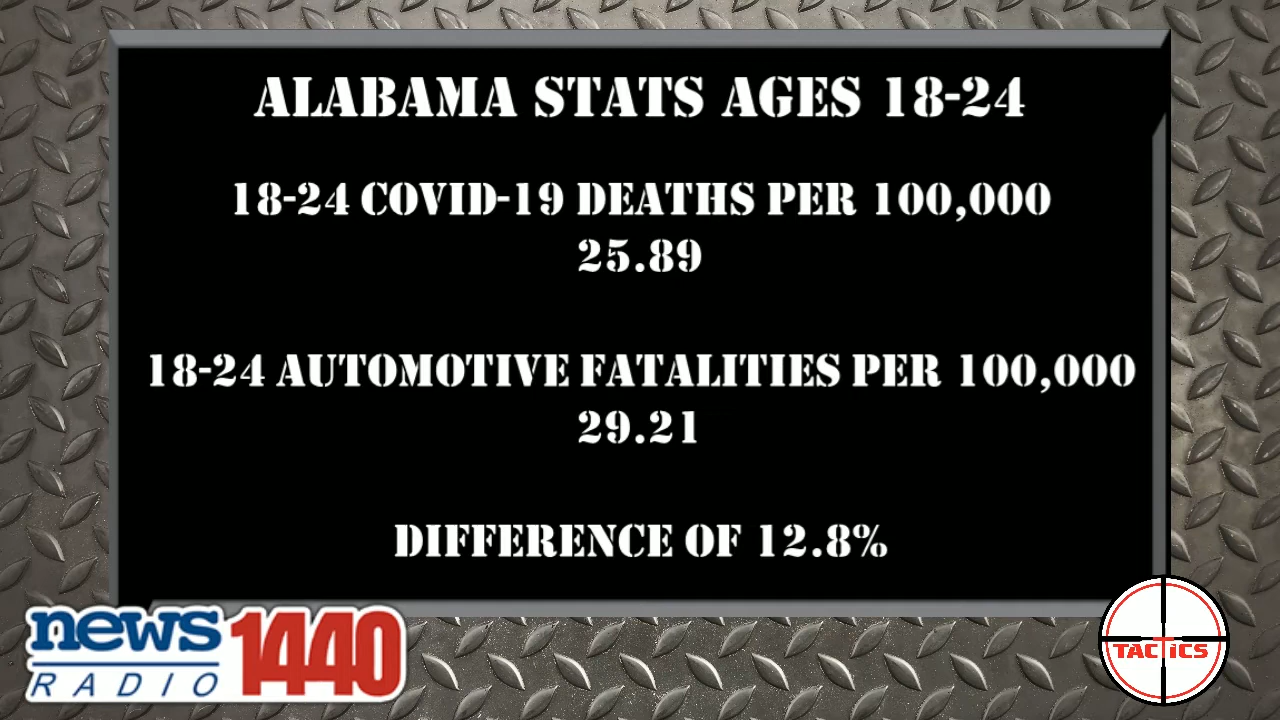 ALABAMA STATS AGES 18-24
18-24 COVID-19 DEATHS PER 100,000
25.89
18-24 AUTOMOTIVE FATALITIES PER 100,000
29.21
DIFFERENCE OF 12.8%
news 1440
RADIO
TACTICS